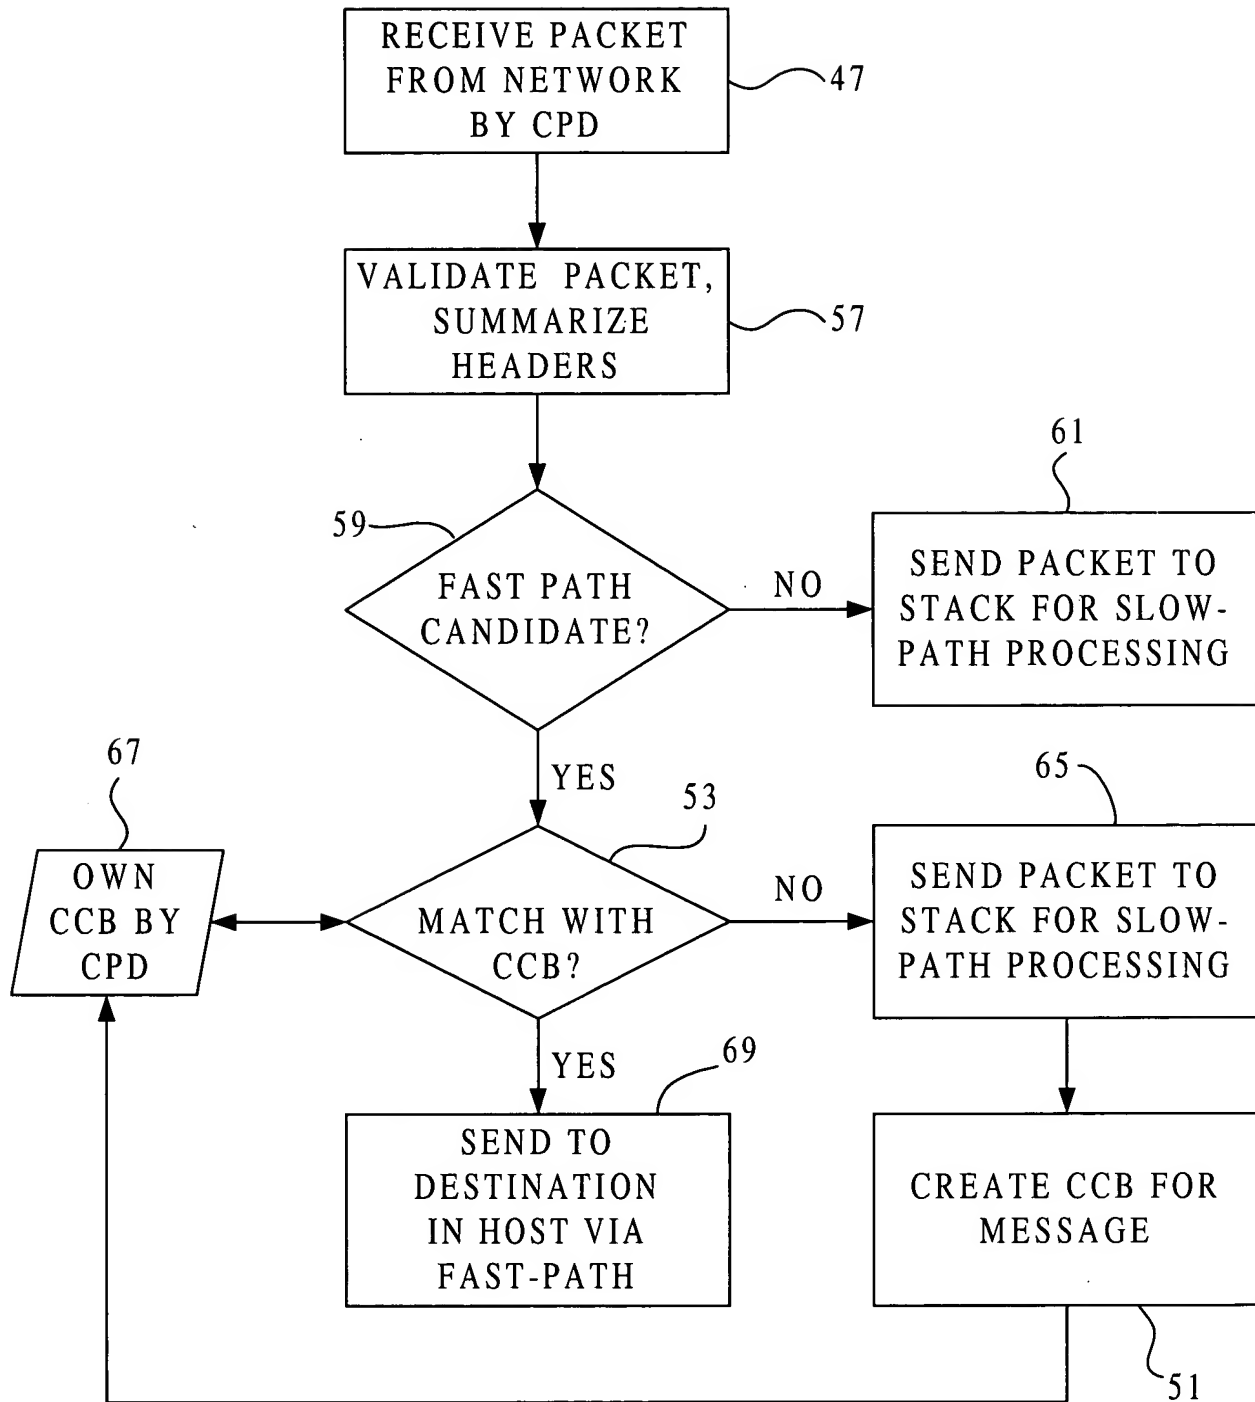 RECEIVE PACKET
FROM NETWORK
BY CPD
47
VALIDATE PACKET,
SUMMARIZE
HEADERS
57
61
59
FAST PATH
CANDIDATE?
NO
SEND PACKET TO
STACK FOR SLOW-
PATH PROCESSING
YES
67
53
65
OWN
CCB BY
CPD
MATCH WITH
CCB?
NO
SEND PACKET TO
STACK FOR SLOW-
PATH PROCESSING
YES
69
SEND TO
DESTINATION
IN HOST VIA
FAST-PATH
CREATE CCB FOR
MESSAGE
51